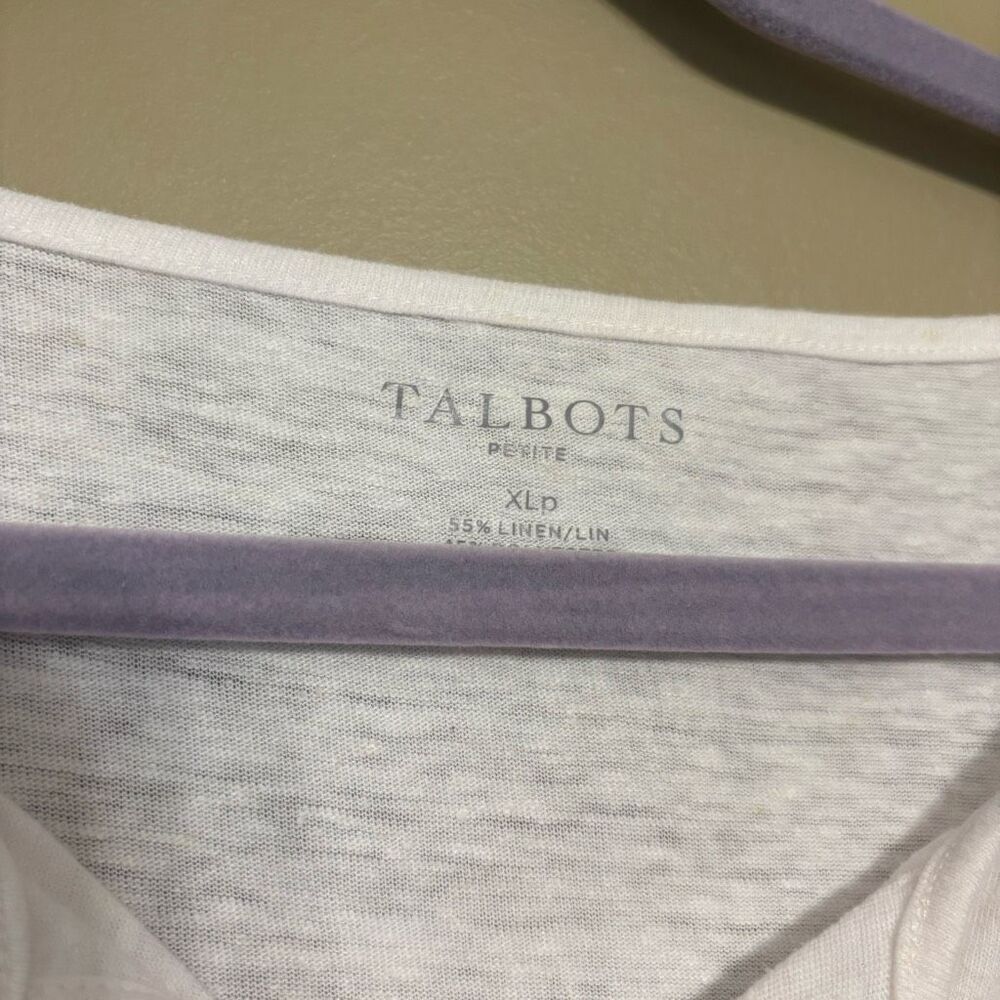 TALBOTS
PETITE
XLp
55% LINEN/LIN